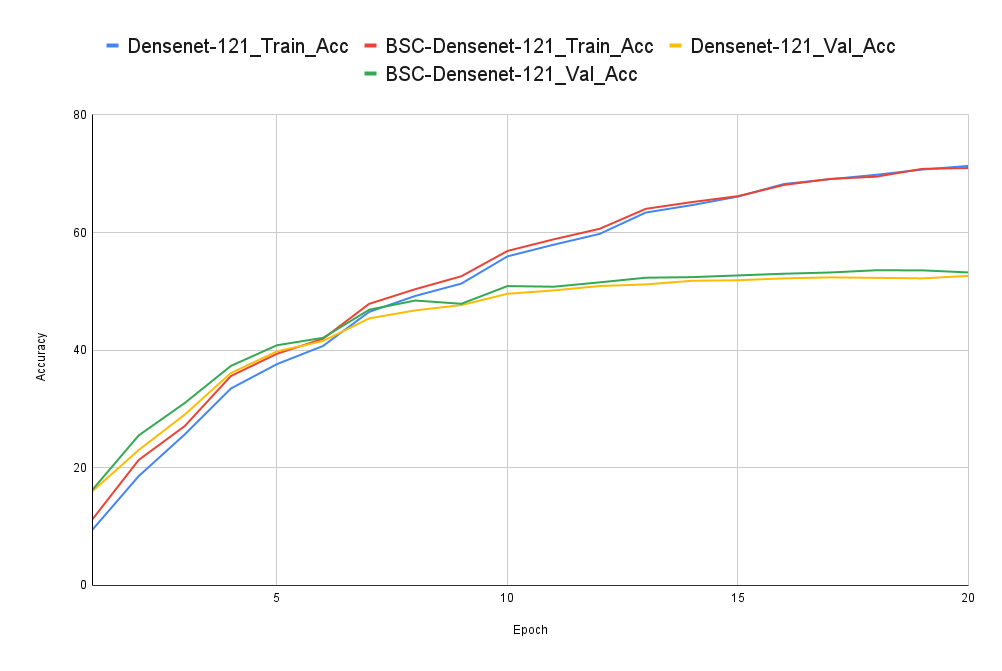 Densenet-121_Train_Acc BSC-Densenet-121_Train_Acc Densenet-121_Val_Acc
BSC-Densenet-121_Val_Acc
80
60
40
20
0
Accuracy
5 10 15 20
Epoch